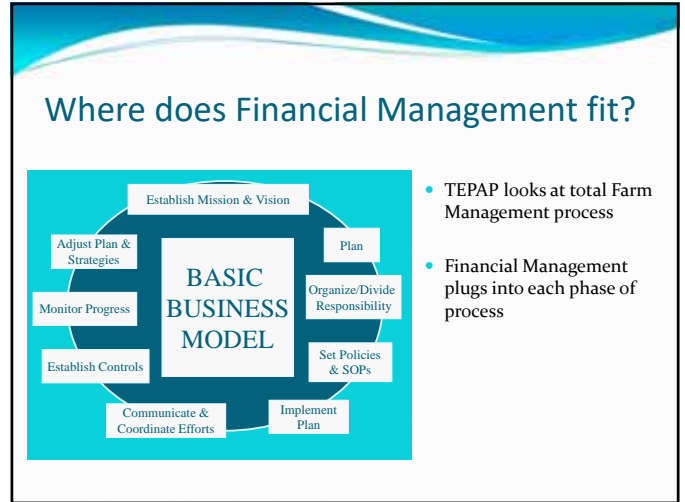 Where does Financial Management fit?
Establish Mission & Vision
Plan
Organize/Divide
Responsibility
Set Policies
& SOPs
Implement
Plan
Communicate &
Coordinate Efforts
Establish Controls
Monitor Progress
Adjust Plan &
Strategies
BASIC
BUSINESS
MODEL
• TEPAP looks at total Farm
Management process
• Financial Management
plugs into each phase of
process